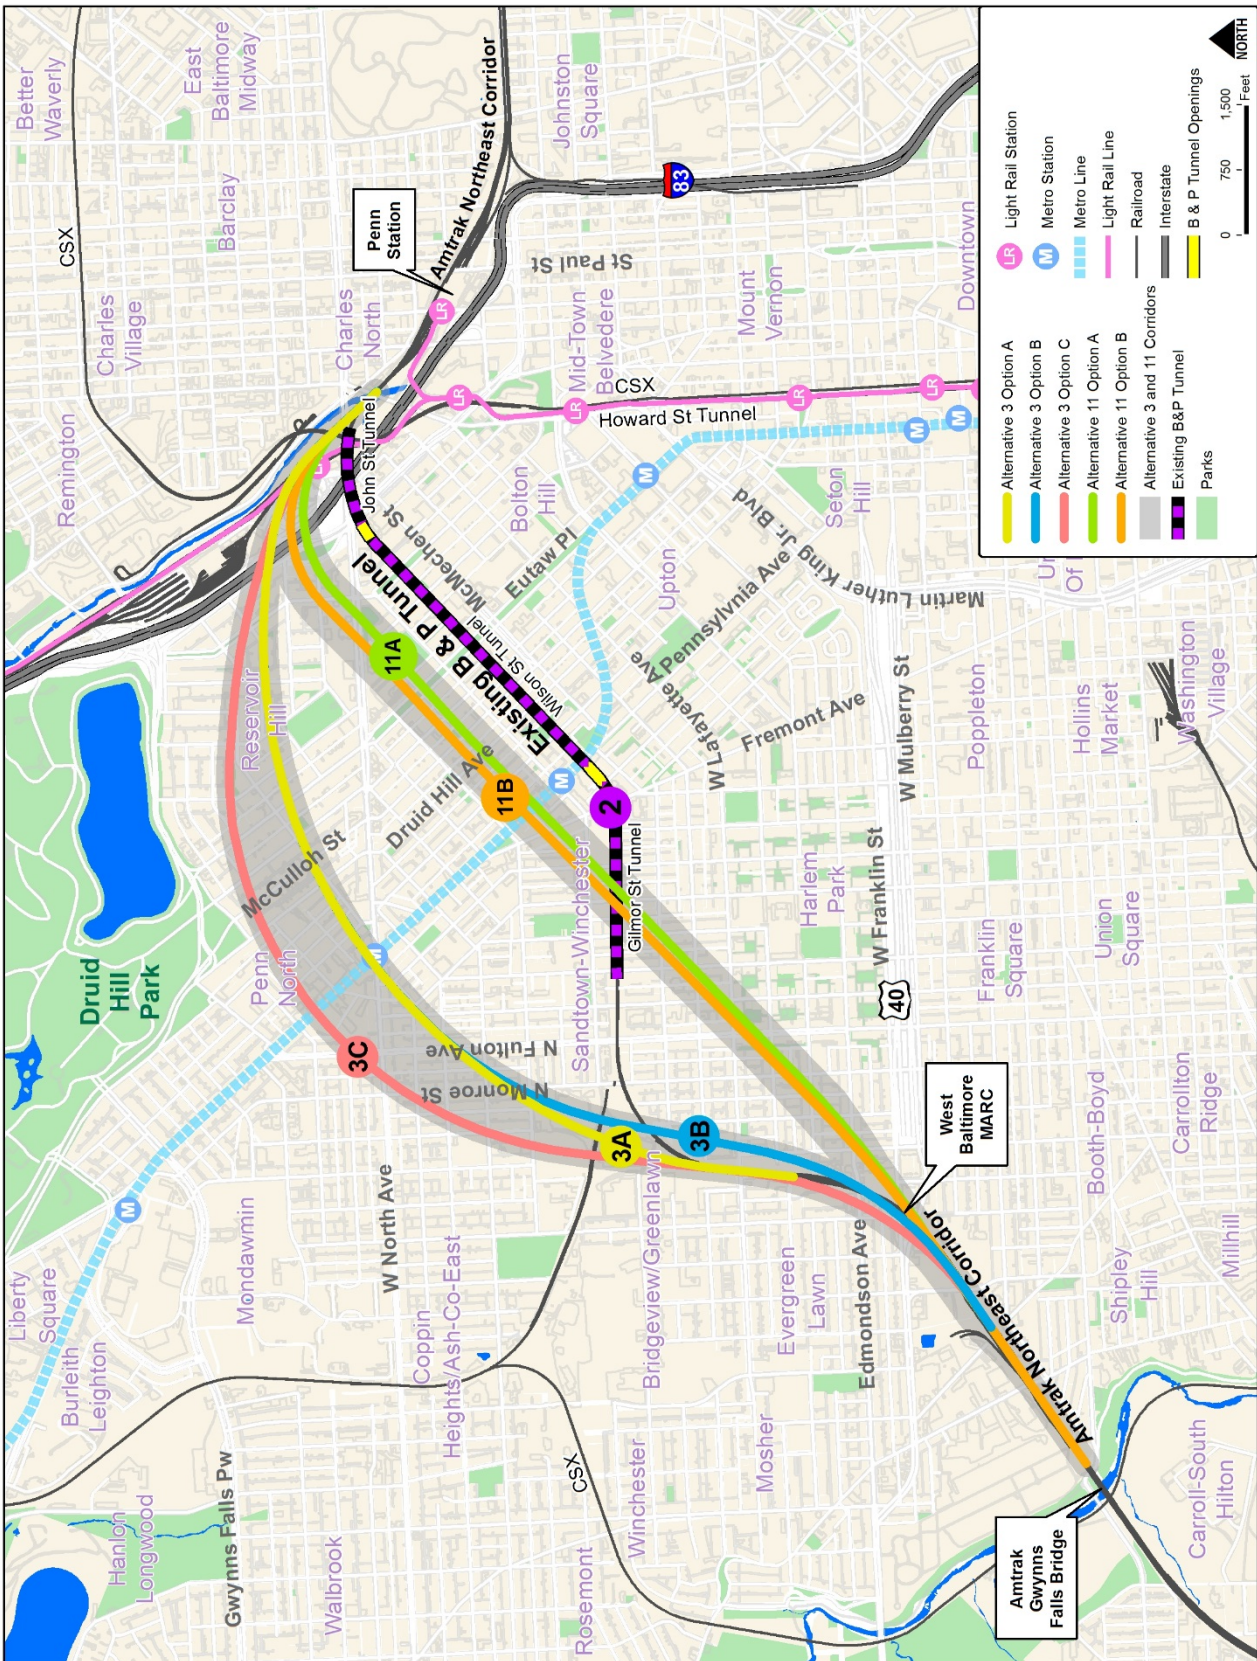 Better
Waverly
East
Baltimore
Midway
CSX
Barclay
Charles
Village
Remington
Charles
North
Penn
Station
Amtrak Northeast Corridor
Johnston
Square
83
St Paul St
Mid-Town
Belvedere
Mount
Vernon
Downtown
CSX
Howard St Tunnel
LR
LR
LR
LR
LR
John St Tunnel
McMechen St
Bolton
Hill
Eutaw Pl
Existing B & P Tunnel
Wilson St Tunnel
Upton
Seton
Hill
Martin Luther King Jr. Blvd
Pennsylvnia Ave
W Lafayette Ave
Fremont Ave
W Mulberry St
Poppleton
Hollins
Market
Washington
Village
Reservoir
Hill
11A
11B
Druid Hill Ave
McCulloh St
Druid
Hill
Park
Penn
North
M
M
M
M
M
M
2
Gilmor St Tunnel
Sandtown-Winchester
Harlem
Park
W Franklin St
40
Franklin
Square
Union
Square
3C
N Fulton Ave
N Monroe St
3A
3B
West
Baltimore
MARC
Booth-Boyd
Carrollton
Ridge
W North Ave
Mondawmin
Liberty
Square
Burleith
Leighton
Coppin
Heights/Ash-Co-East
Bridgeview/Greenlawn
Evergreen
Lawn
Edmondson Ave
Amtrak Northeast Corridor
Shipley
Hill
Millhill
Hanlon
Longwood
Gwynns Falls Pw
Walbrook
CSX
Rosemont
Winchester
Mosher
Amtrak
Gwynns
Falls Bridge
Carroll-South
Hilton
Alternative 3 Option A
Alternative 3 Option B
Alternative 3 Option C
Alternative 11 Option A
Alternative 11 Option B
Alternative 3 and 11 Corridors
Existing B&P Tunnel
Parks
LR Light Rail Station
M Metro Station
Metro Line
Light Rail Line
Railroad
Interstate
B & P Tunnel Openings
0 750 1,500
Feet
NORTH